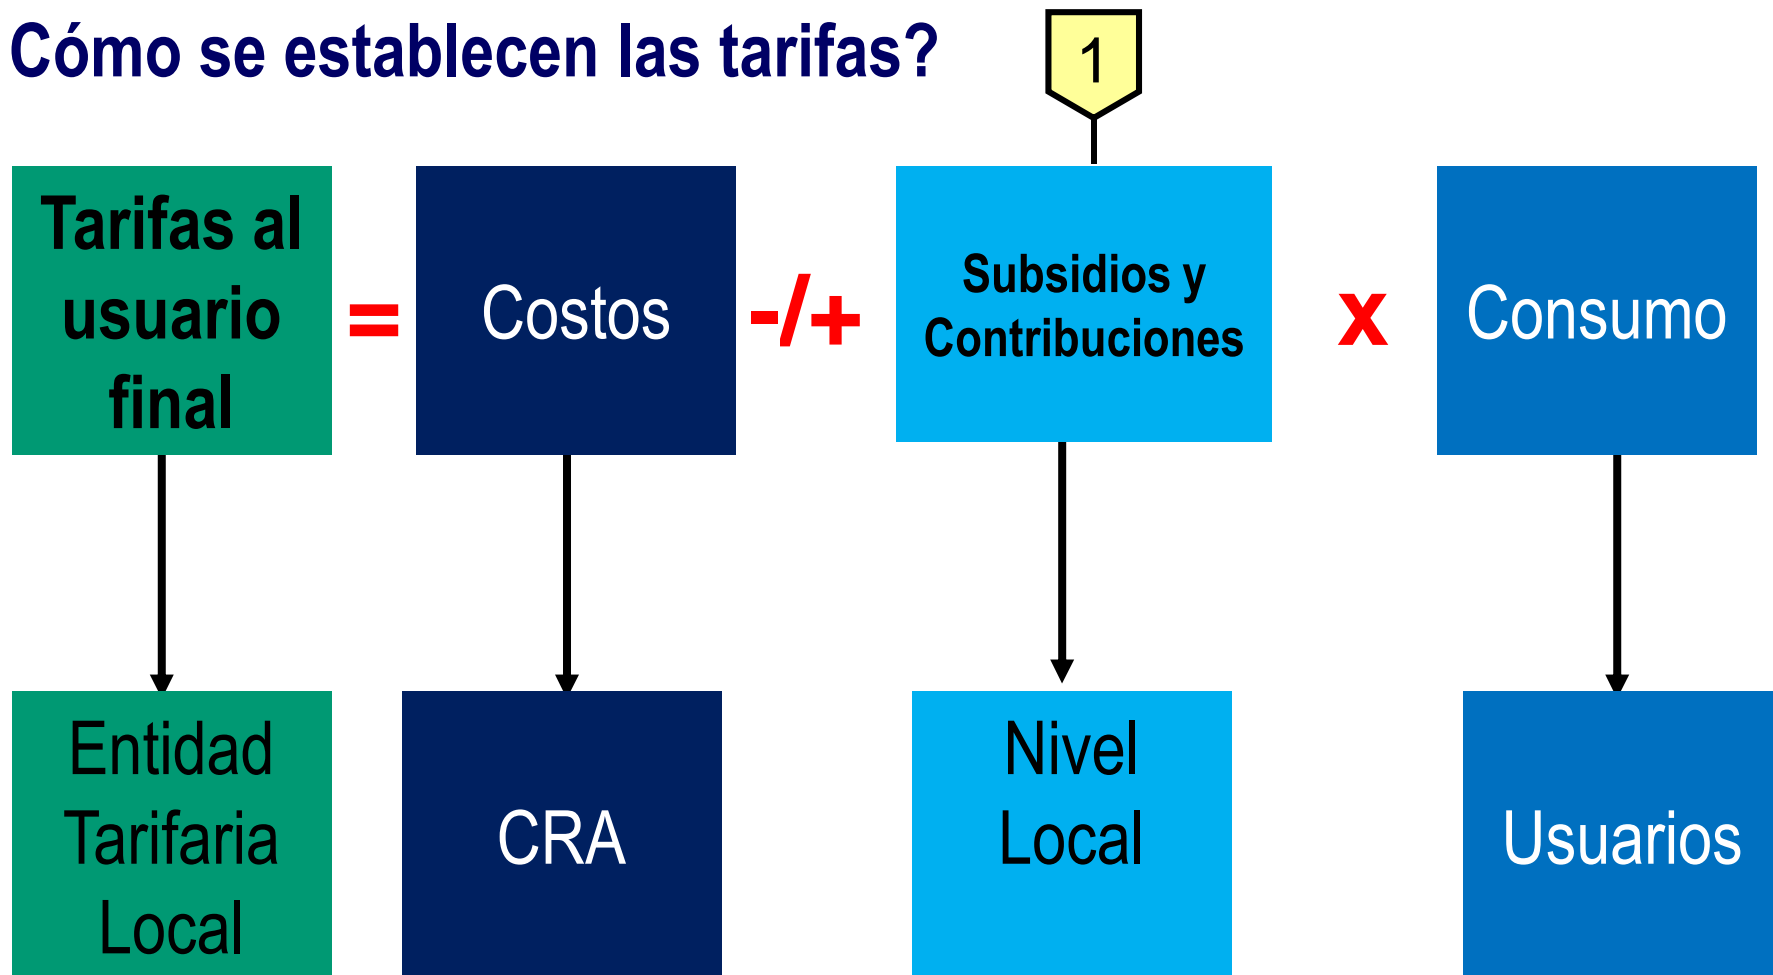 Cómo se establecen las tarifas?
1
Tarifas al
usuario
final
=
Costos
-/+
Subsidios y
Contribuciones
x
Consumo
Entidad
Tarifaria
Local
CRA
Nivel
Local
Usuarios